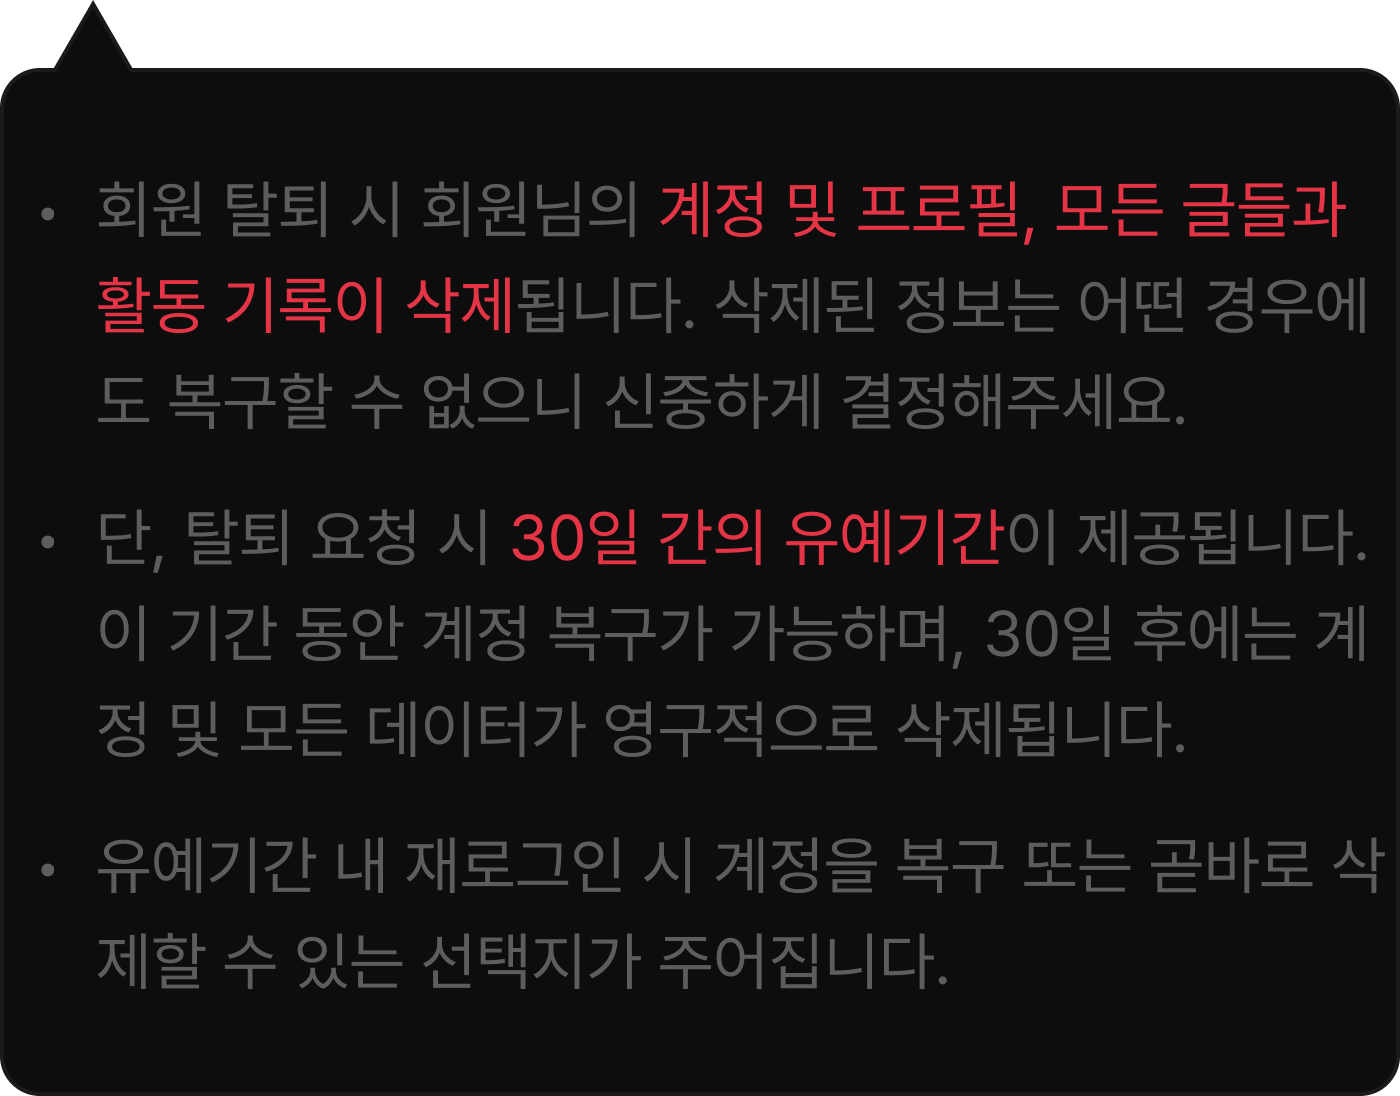 • 회원 탈퇴 시 회원님의 계정 및 프로필, 모든 글들과
활동 기록이 삭제됩니다. 삭제된 정보는 어떤 경우에
도 복구할 수 없으니 신중하게 결정해주세요.
• 단, 탈퇴 요청 시 30일 간의 유예기간이 제공됩니다.
이 기간 동안 계정 복구가 가능하며, 30일 후에는 계
정 및 모든 데이터가 영구적으로 삭제됩니다.
• 유예기간 내 재로그인 시 계정을 복구 또는 곧바로 삭
제할 수 있는 선택지가 주어집니다.